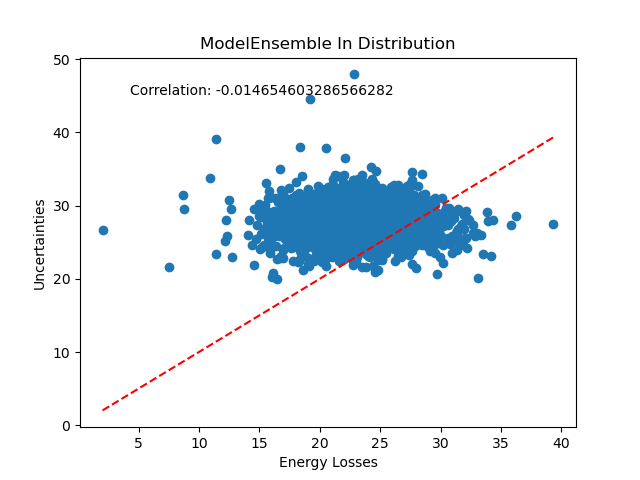 ModelEnsemble In Distribution
50
Correlation: -0.014654603286566282
40
30
20
10
0
Uncertainties
5 10 15 20 25 30 35 40
Energy Losses